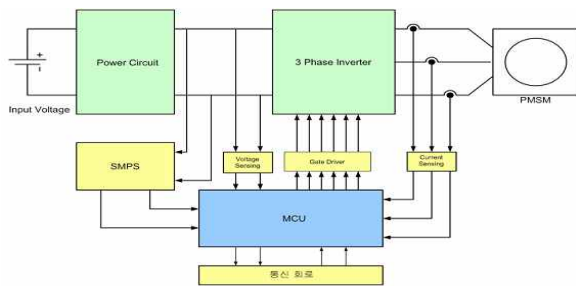 Power Circuit
3 Phase Inverter
Input Voltage
PMSM
SMPS
Voltage
Sensing
Gate Driver
Current
Sensing
MCU
통신 회로